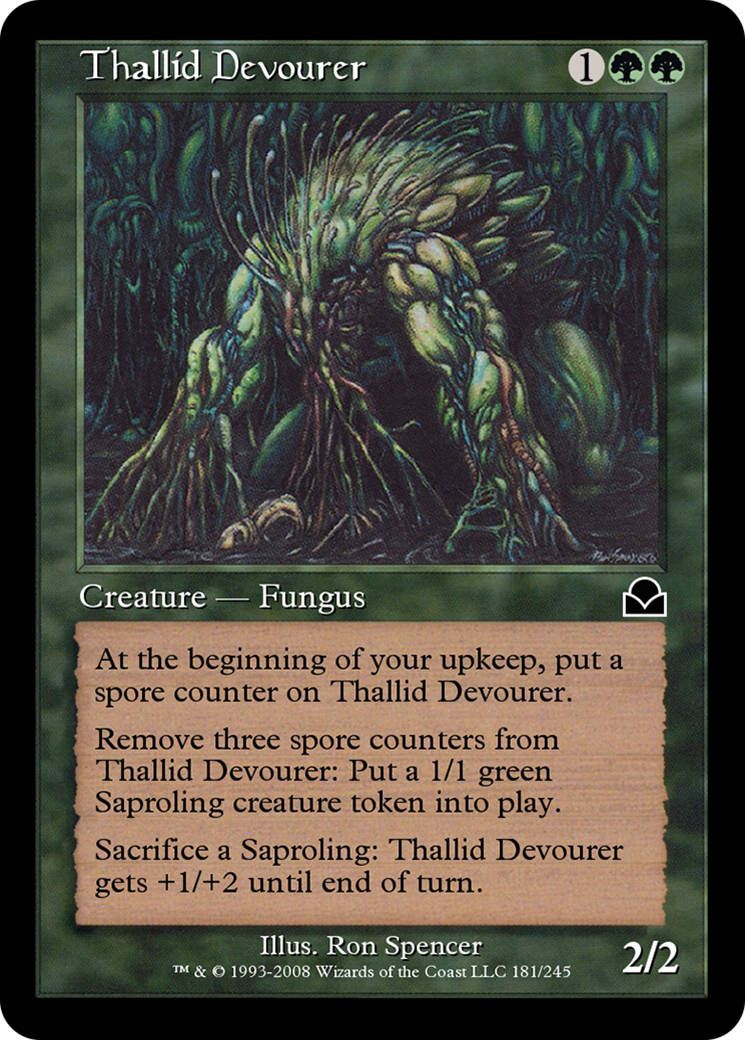 Thallid Devourer
1
Creature — Fungus
At the beginning of your upkeep, put a
spore counter on Thallid Devourer.
Remove three spore counters from
Thallid Devourer: Put a 1/1 green
Saproling creature token into play.
Sacrifice a Saproling: Thallid Devourer
gets +1/+2 until end of turn.
Illus. Ron Spencer
™ & © 1993-2008 Wizards of the Coast LLC 181/245
2/2